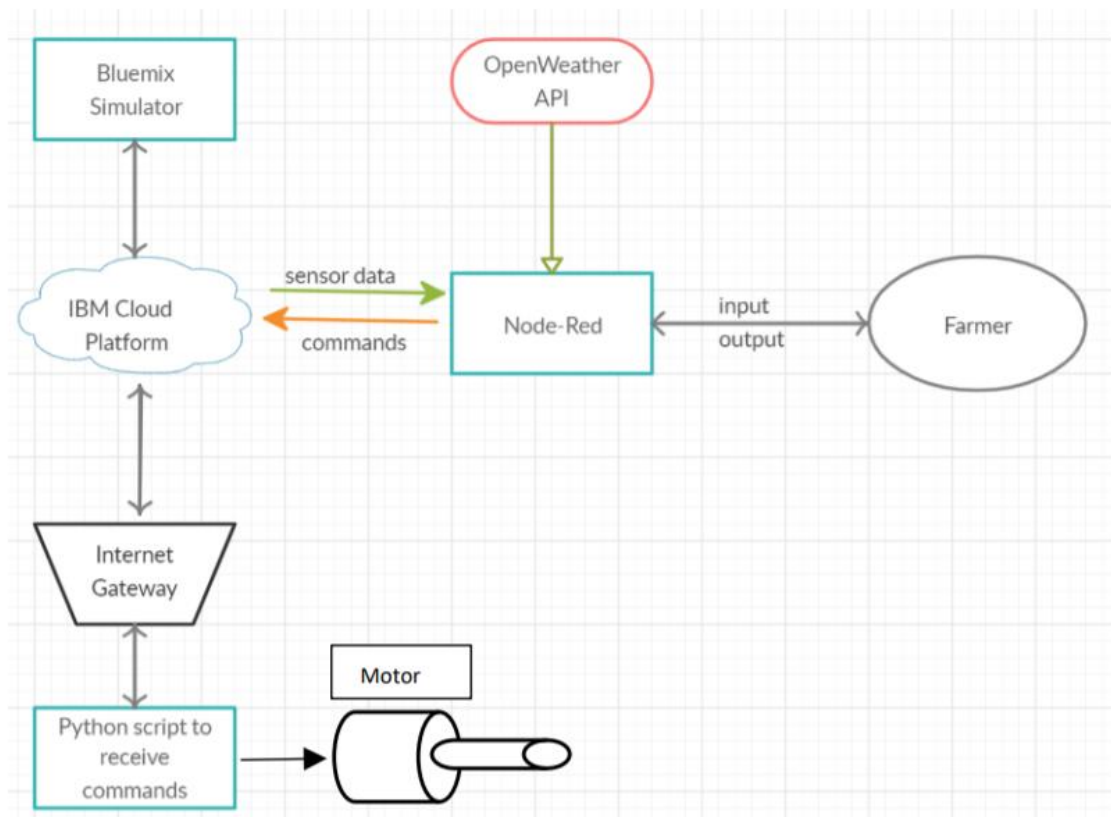 Bluemix
Simulator
OpenWeather
API
IBM Cloud
Platform
sensor data
commands
Node-Red
input
output
Farmer
Internet
Gateway
Motor
Python script to
receive
commands